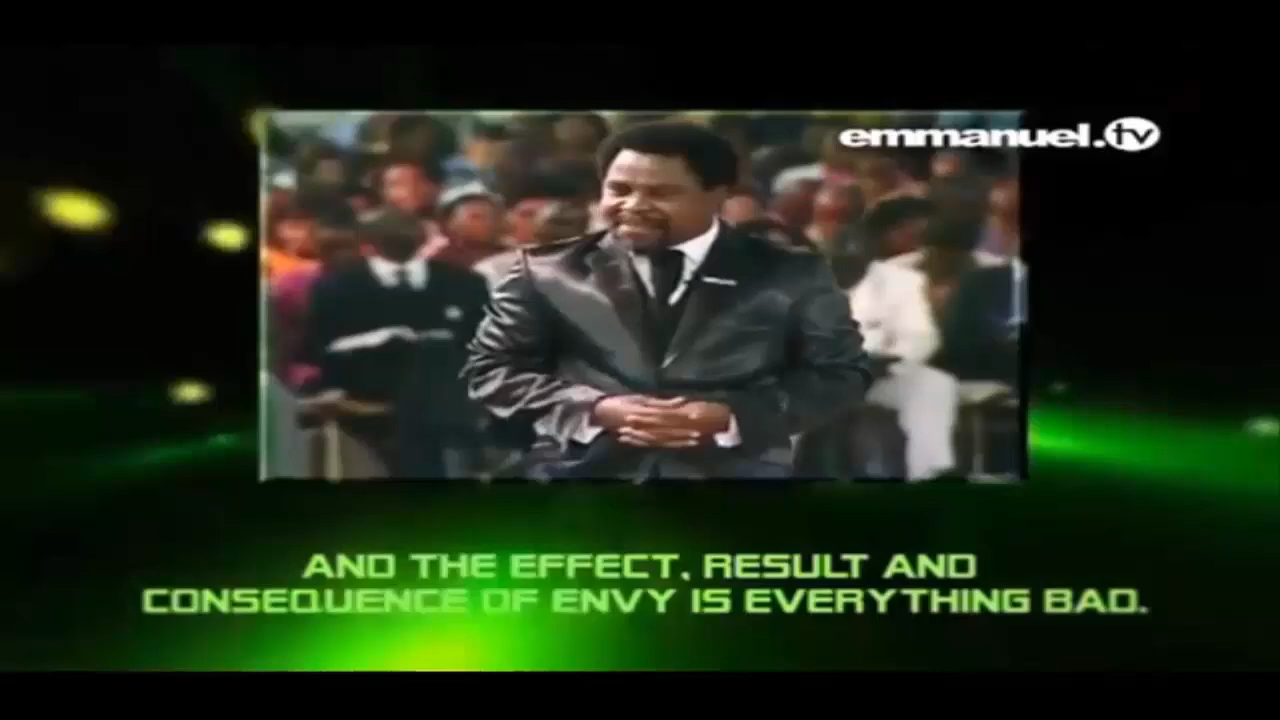 emmanuel.tv
AND THE EFFECT, RESULT AND
CONSEQUENCE OF ENVY IS EVERYTHING BAD.